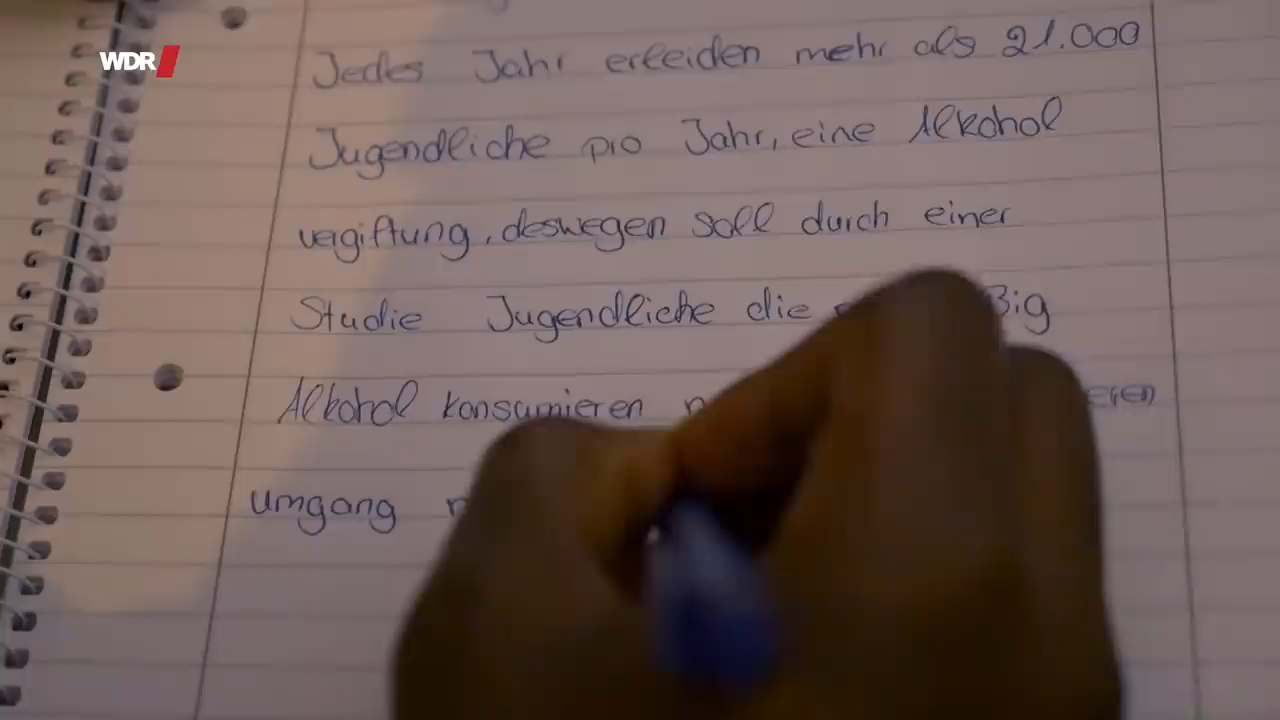 WDR
Jedes Jahr erleiden mehr als 21.000
Jugendliche pro Jahr, eine Alkohol
vergiftung, deswegen soll durch einer
Studie Jugendliche die
Alkohol konsumieren
umgang